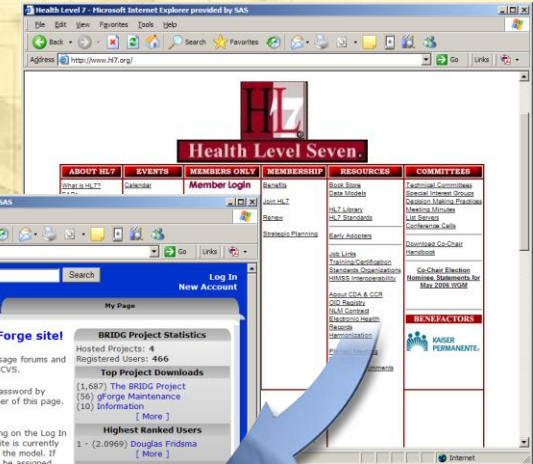 Health Level 7 - Microsoft Internet Explorer provided by SAS
File Edit View Favorites Tools Help
Back Search Favorites
Address http://www.hl7.org/ Go Links
HL7
Health Level Seven.
ABOUT HL7 EVENTS MEMBERS ONLY MEMBERSHIP RESOURCES COMMITTEES
What is HL7?
Calendar
Member Login
Benefits
Join HL7
Renew
Strategic Planning
Book Store
Data Models
HL7 Library
HL7 Standards
Early Adopters
Job Links
Training/Certification
Standards Organizations
HIMSS Interoperability
About CDA & CCR
OID Registry
NLM Contract
Electronic Health
Records
Harmonization
Technical Committees
Special Interest Groups
Decision Making Practices
Meeting Minutes
List Servers
Conference Calls
Download Co-Chair
Handbook
Co-Chair Election
Nominee Statements for
May 2006 WGM
BENEFACTORS
KAISER
PERMANENTE.
Internet
SAS
Go Links
Search
Log In
New Account
My Page
Forge site!
sage forums and
CVS.
assword by
er of this page.
ng on the Log In
ite is currently
the model. If
be assigned
BRIDG Project Statistics
Hosted Projects: 4
Registered Users: 466
Top Project Downloads
(1,687) The BRIDG Project
(56) gForge Maintenance
(10) Information
[ More ]
Highest Ranked Users
1 - (2.0969) Douglas Fridsma
[ More ]